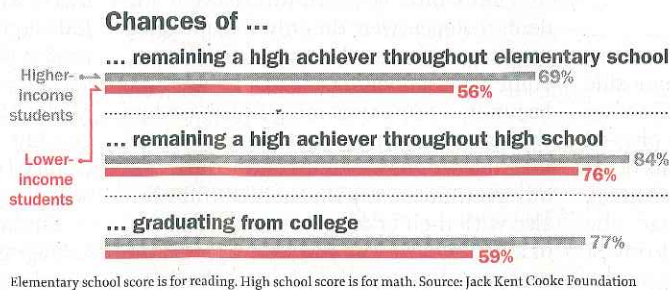 Chances of ...
... remaining a high achiever throughout elementary school
Higher-
income
students
69%
56%
... remaining a high achiever throughout high school
Lower-
income
students
84%
76%
... graduating from college
77%
59%
Elementary school score is for reading. High school score is for math. Source: Jack Kent Cooke Foundation